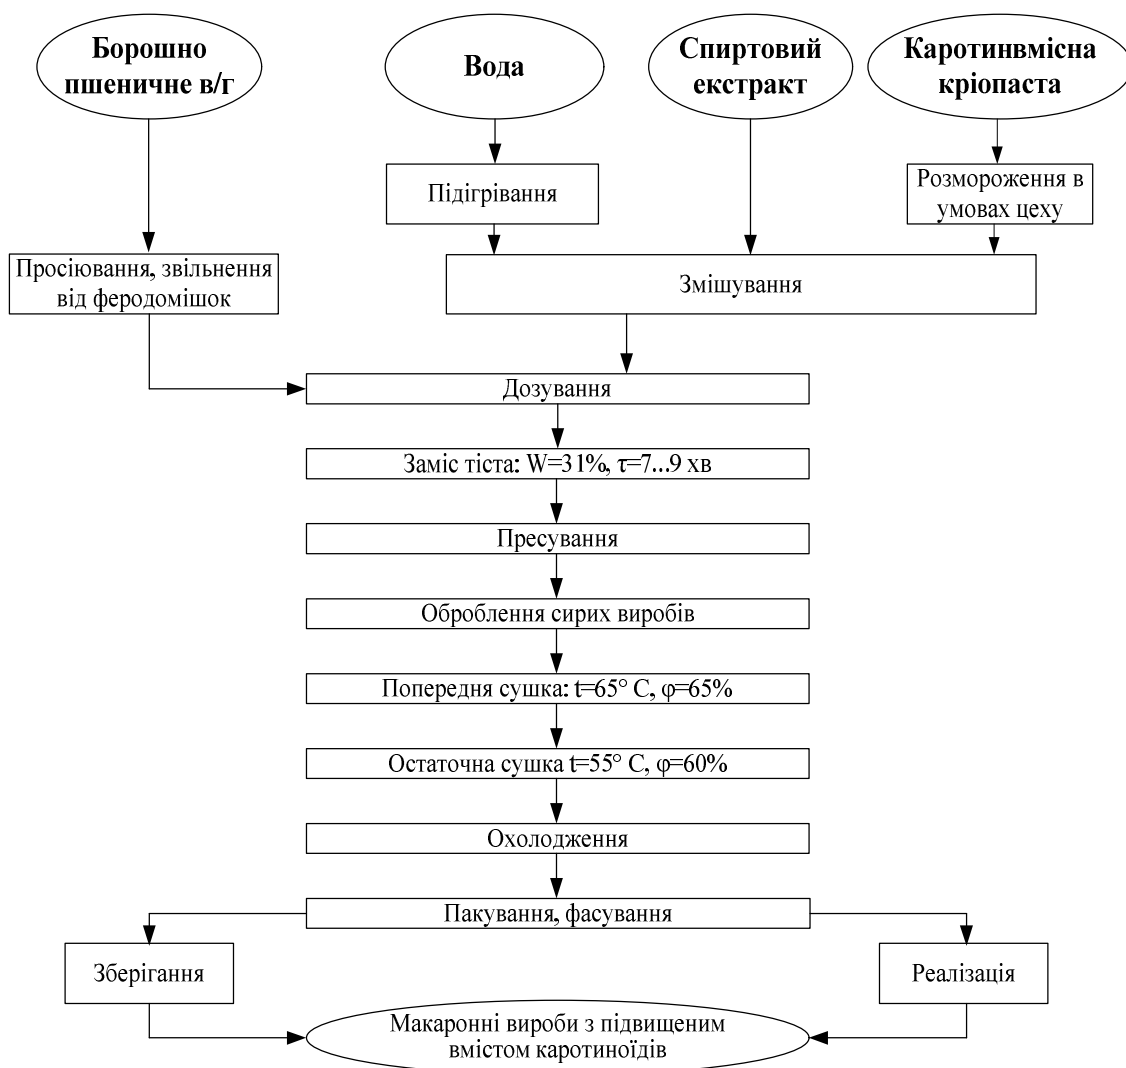 Борошно
пшеничне в/г
Вода
Спиртовий
екстракт
Каротинвмісна
кріопаста
Підігрівання
Розмороження в
умовах цеху
Просіювання, звільнення
від феродомішок
Змішування
Дозування
Заміс тіста: W=31%, τ=7...9 хв
Пресування
Оброблення сирих виробів
Попередня сушка: t=65° C, φ=65%
Остаточна сушка t=55° C, φ=60%
Охолодження
Пакування, фасування
Зберігання
Реалізація
Макаронні вироби з підвищеним
вмістом каротиноїдів